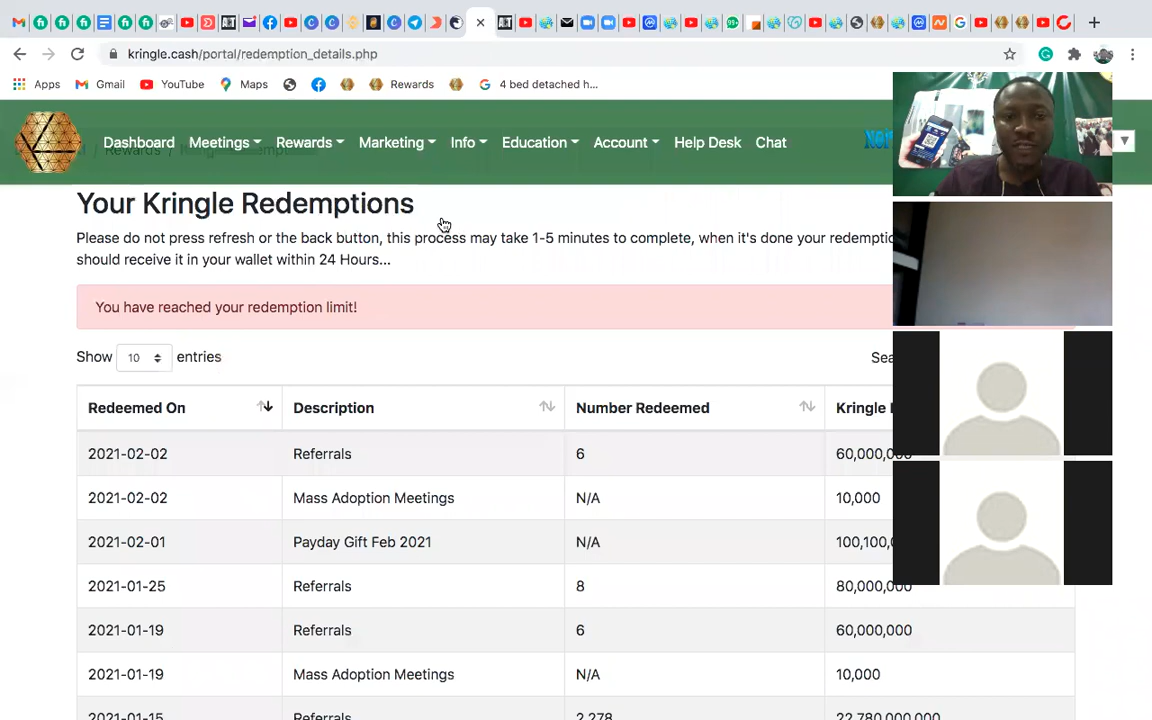 kringle.cash/portal/redemption_details.php
Apps Gmail YouTube Maps Rewards 4 bed detached h...
Dashboard Meetings Rewards Marketing Info Education Account Help Desk Chat
Your Kringle Redemptions
Please do not press refresh or the back button, this process may take 1-5 minutes to complete, when it's done your
should receive it in your wallet within 24 Hours...
You have reached your redemption limit!
Show 10 entries
Redeemed On Description Number Redeemed Kringle
2021-02-02 Referrals 6 60,000,000
2021-02-02 Mass Adoption Meetings N/A 10,000
2021-02-01 Payday Gift Feb 2021 N/A 100,100,
2021-01-25 Referrals 8 80,000,000
2021-01-19 Referrals 6 60,000,000
2021-01-19 Mass Adoption Meetings N/A 10,000
2021-01-15 Referrals 2,278 22,780,000,000